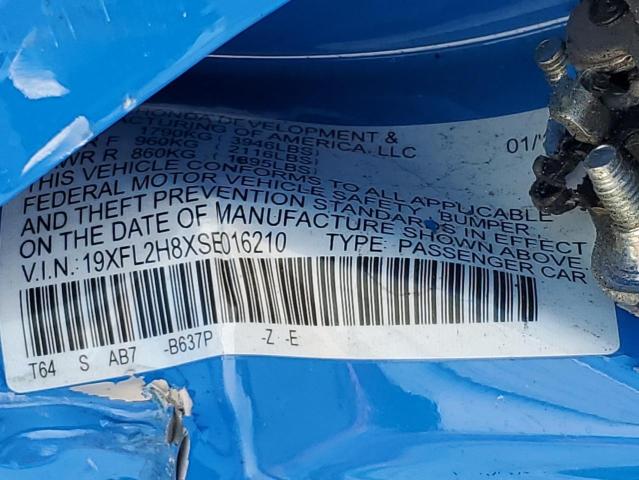 HONDA DEVELOPMENT &
OF AMERICA, LLC
01/
1790KG ( 3946LBS)
F 960KG ( 2116LBS)
R 860KG ( 1895LBS)
THIS VEHICLE CONFORMS TO ALL APPLICABLE
FEDERAL MOTOR VEHICLE SAFETY, BUMPER,
AND THEFT PREVENTION STANDARDS IN EFFECT
ON THE DATE OF MANUFACTURE SHOWN ABOVE
V.I.N.: 19XFL2H8XSE016210 TYPE: PASSENGER CAR
T64 S AB7 -B637P -Z -E